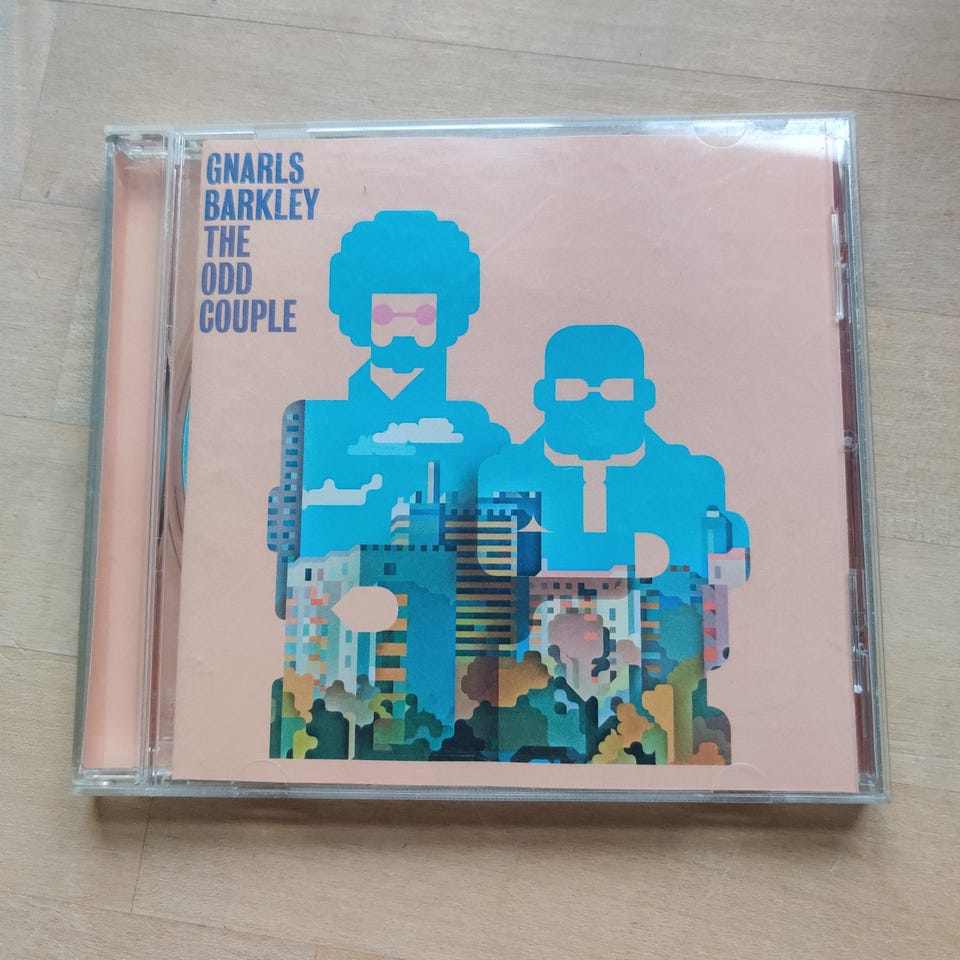 GNARLS
BARKLEY
THE
ODD
COUPLE